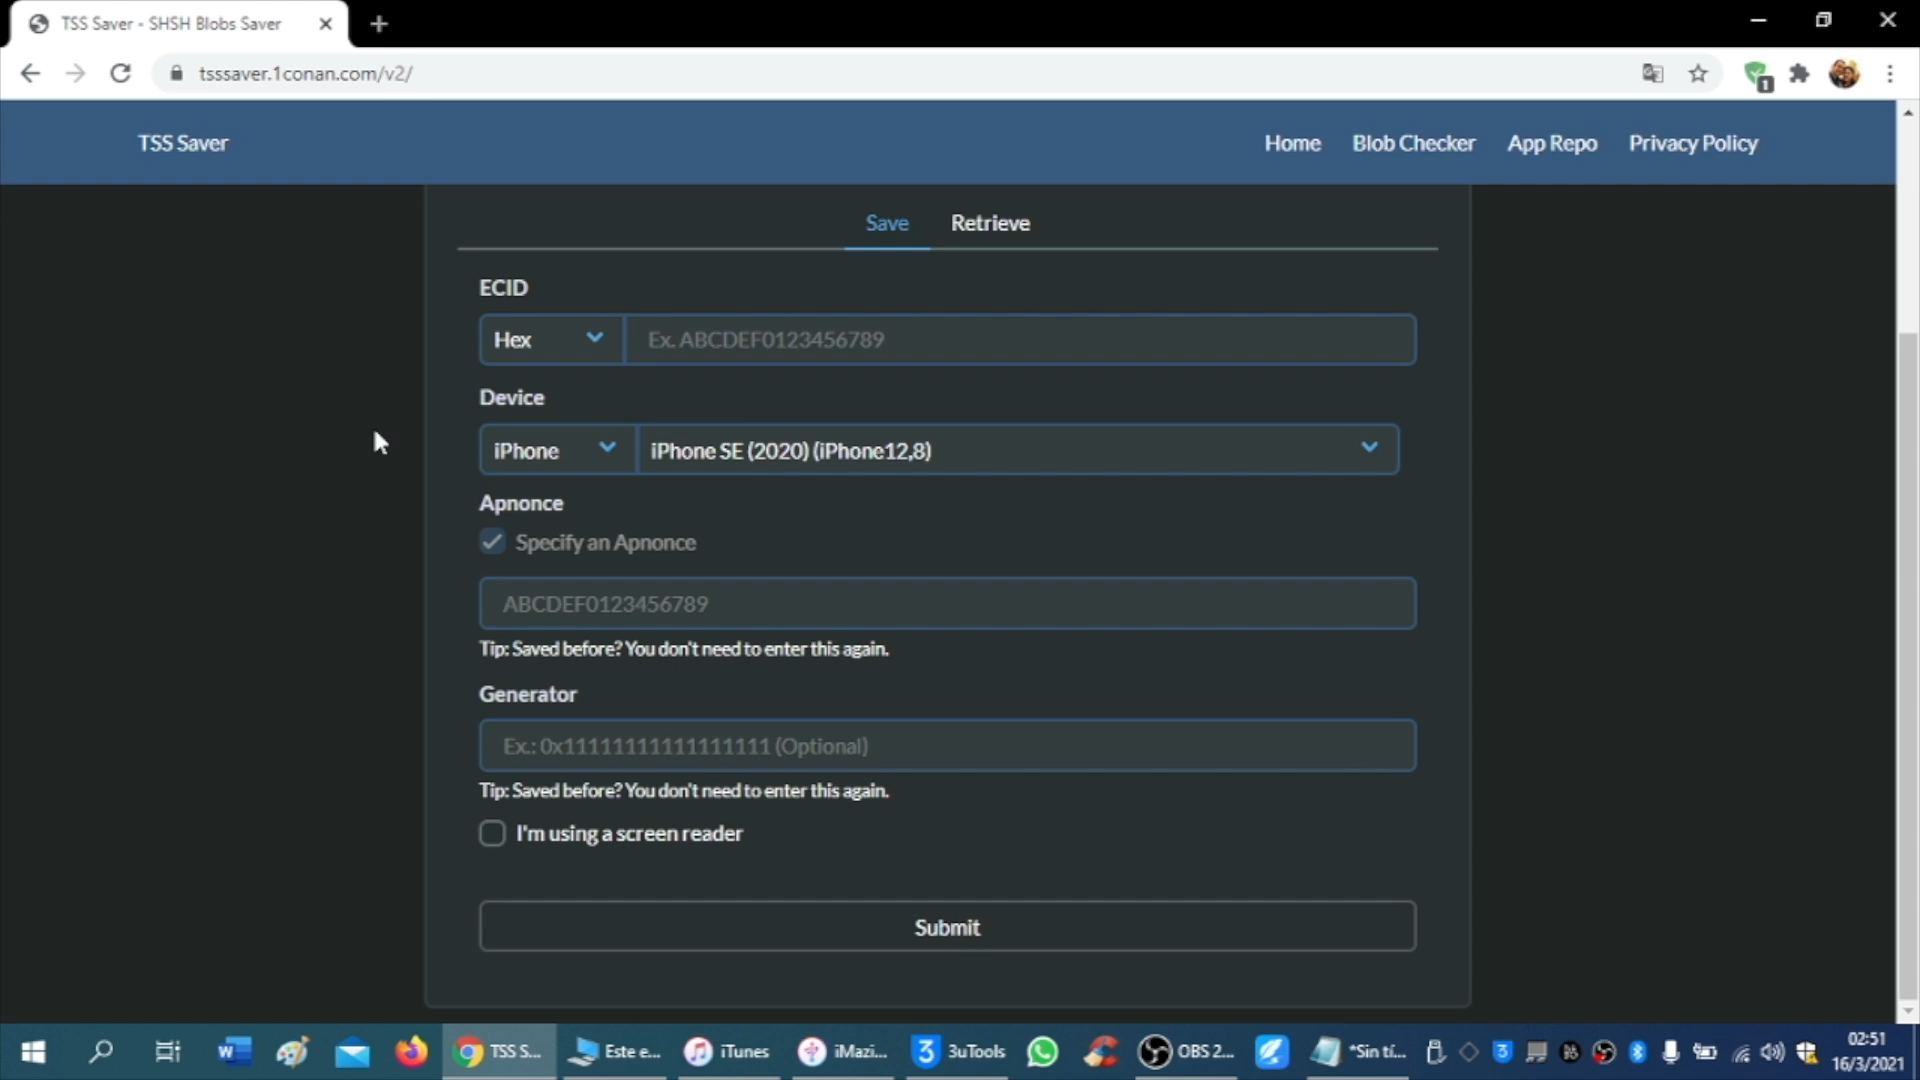 TSS Saver - SHSH Blobs Saver
tsssaver.1conan.com/v2/
1
TSS Saver
Home
Blob Checker
App Repo
Privacy Policy
Save
Retrieve
ECID
Hex
Ex. ABCDEF0123456789
Device
iPhone
iPhone SE (2020) (iPhone12,8)
Apnonce
Specify an Apnonce
ABCDEF0123456789
Tip: Saved before? You don't need to enter this again.
Generator
Ex.: 0x1111111111111111 (Optional)
Tip: Saved before? You don't need to enter this again.
I'm using a screen reader
Submit
TSS S...
Este e...
iTunes
iMazi...
3uTools
OBS 2...
*Sin tí...
02:51
16/3/2021